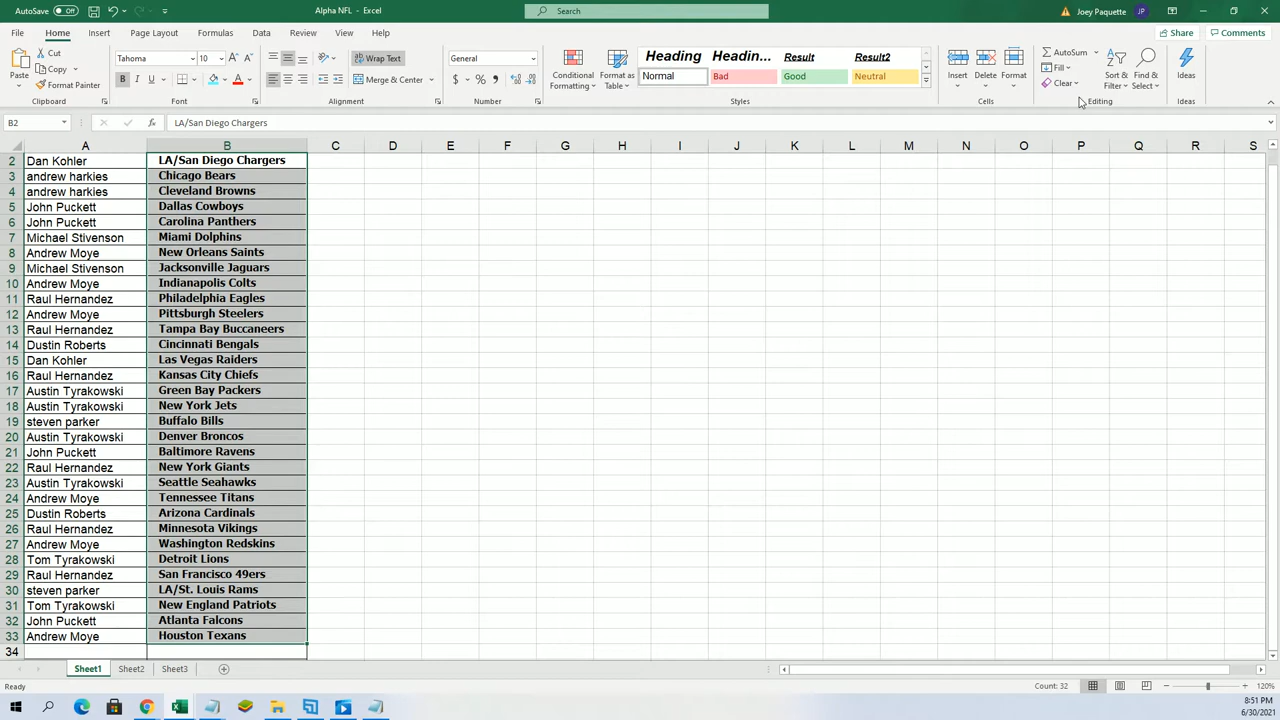 AutoSave Off
Alpha NFL - Excel
Search
Joey Paquette JP
File Home Insert Page Layout Formulas Data Review View Help
Share Comments
Paste
Cut
Copy
Format Painter
Clipboard
Tahoma 10
B I U
Font
Wrap Text
Merge & Center
Alignment
General
$ % ,
Number
Conditional Formatting
Format as Table
Heading Headin... Result Result2
Normal Bad Good Neutral
Styles
Insert Delete Format
Cells
AutoSum
Fill
Clear
Sort & Filter
Find & Select
Editing
Ideas
Ideas
B2 fx LA/San Diego Chargers
A B C D E F G H I J K L M N O P Q R S
2 Dan Kohler LA/San Diego Chargers
3 andrew harkies Chicago Bears
4 andrew harkies Cleveland Browns
5 John Puckett Dallas Cowboys
6 John Puckett Carolina Panthers
7 Michael Stivenson Miami Dolphins
8 Andrew Moye New Orleans Saints
9 Michael Stivenson Jacksonville Jaguars
10 Andrew Moye Indianapolis Colts
11 Raul Hernandez Philadelphia Eagles
12 Andrew Moye Pittsburgh Steelers
13 Raul Hernandez Tampa Bay Buccaneers
14 Dustin Roberts Cincinnati Bengals
15 Dan Kohler Las Vegas Raiders
16 Raul Hernandez Kansas City Chiefs
17 Austin Tyrakowski Green Bay Packers
18 Austin Tyrakowski New York Jets
19 steven parker Buffalo Bills
20 Austin Tyrakowski Denver Broncos
21 John Puckett Baltimore Ravens
22 Raul Hernandez New York Giants
23 Austin Tyrakowski Seattle Seahawks
24 Andrew Moye Tennessee Titans
25 Dustin Roberts Arizona Cardinals
26 Raul Hernandez Minnesota Vikings
27 Andrew Moye Washington Redskins
28 Tom Tyrakowski Detroit Lions
29 Raul Hernandez San Francisco 49ers
30 steven parker LA/St. Louis Rams
31 Tom Tyrakowski New England Patriots
32 John Puckett Atlanta Falcons
33 Andrew Moye Houston Texans
34
Sheet1 Sheet2 Sheet3
Ready
Count: 32
120%
8:51 PM
6/30/2021